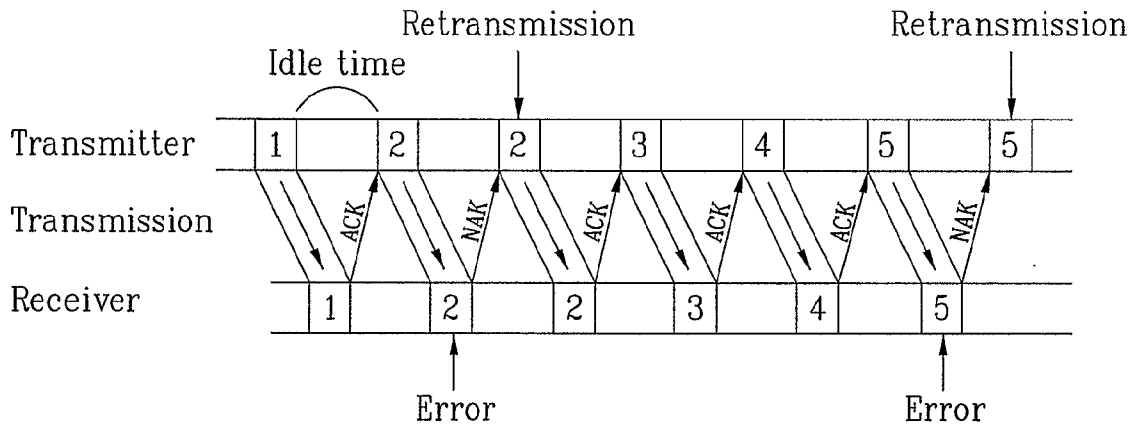 Retransmission Retransmission
Idle time
Transmitter 1 2 2 3 4 5 5
Transmission ACK NAK ACK ACK ACK NAK
Receiver 1 2 2 3 4 5
Error Error